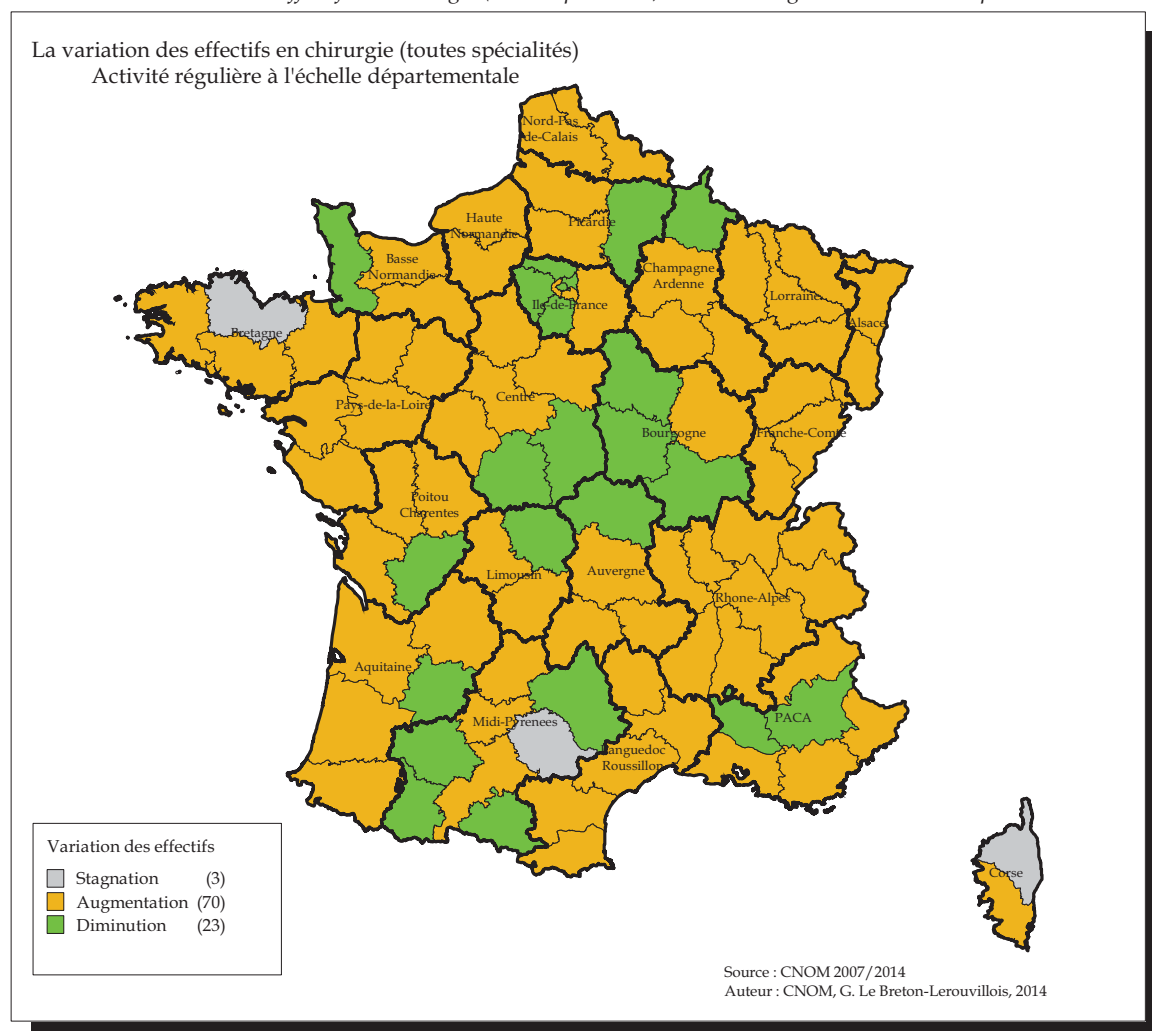 La variation des effectifs en chirurgie (toutes spécialités)
Activité régulière à l'échelle départementale
Nord-Pas
de-Calais
Haute
Normandie
Picardie
Basse
Normandie
Champagne
Ardenne
Ile-de-France
Lorraine
Alsace
Bretagne
Pays-de-la-Loire
Centre
Bourgogne
Franche-Comte
Poitou
Charentes
Limousin
Auvergne
Rhone-Alpes
Aquitaine
Midi-Pyrenees
PACA
Languedoc
Roussillon
Corse
Variation des effectifs
Stagnation (3)
Augmentation (70)
Diminution (23)
Source : CNOM 2007/2014
Auteur : CNOM, G. Le Breton-Lerouvillois, 2014